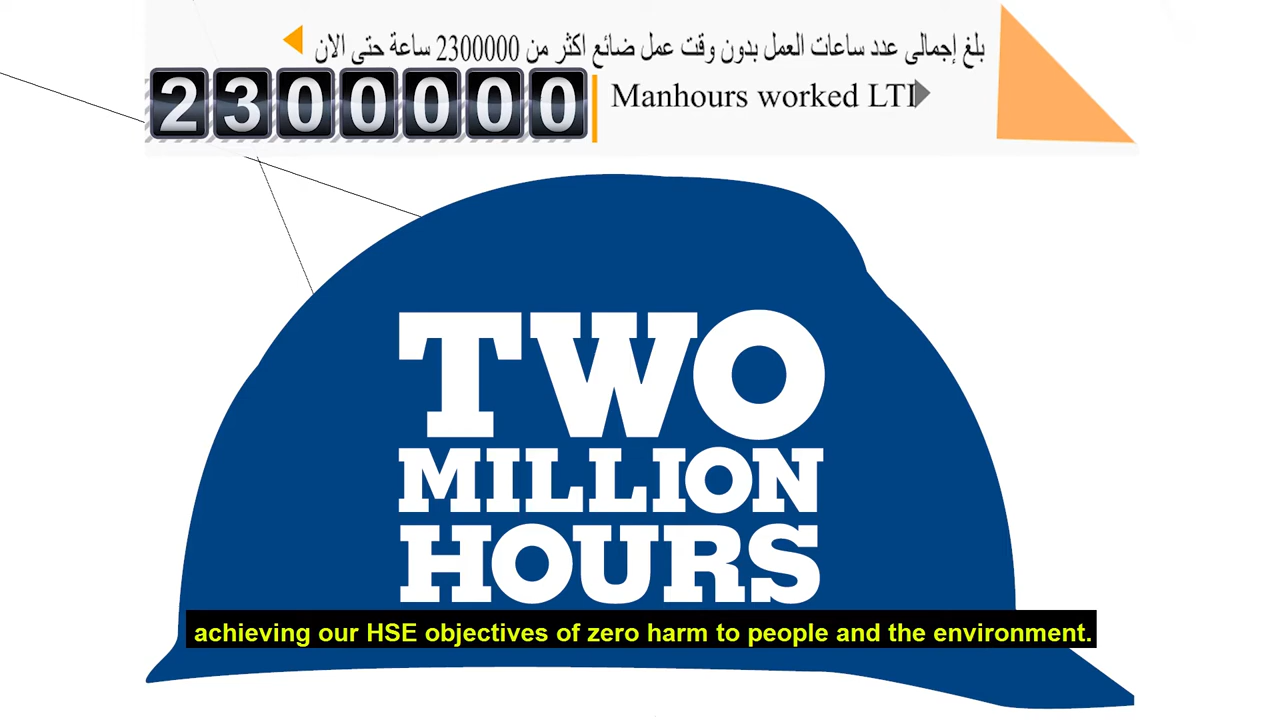 بلغ إجمالى عدد ساعات العمل بدون وقت عمل ضائع اكثر من 2300000 ساعة حتى الان
2300000
Manhours worked LTI
TWO
MILLION
HOURS
achieving our HSE objectives of zero harm to people and the environment.